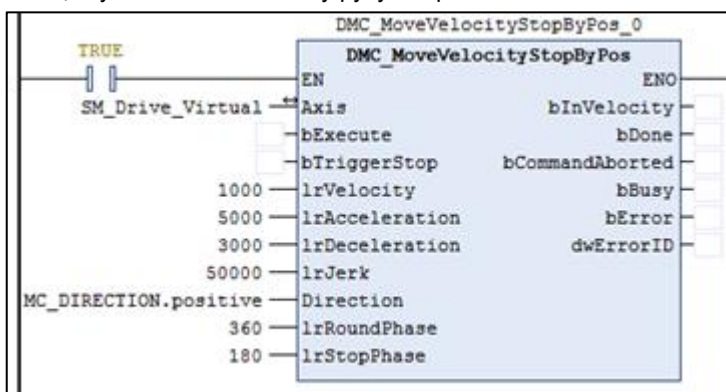 DMC_MoveVelocityStopByPos_0
TRUE
DMC_MoveVelocityStopByPos
EN ENO
SM_Drive_Virtual Axis bInVelocity
bExecute bDone
bTriggerStop bCommandAborted
1000 lrVelocity bBusy
5000 lrAcceleration bError
3000 lrDeceleration dwErrorID
50000 lrJerk
MC_DIRECTION.positive Direction
360 lrRoundPhase
180 lrStopPhase